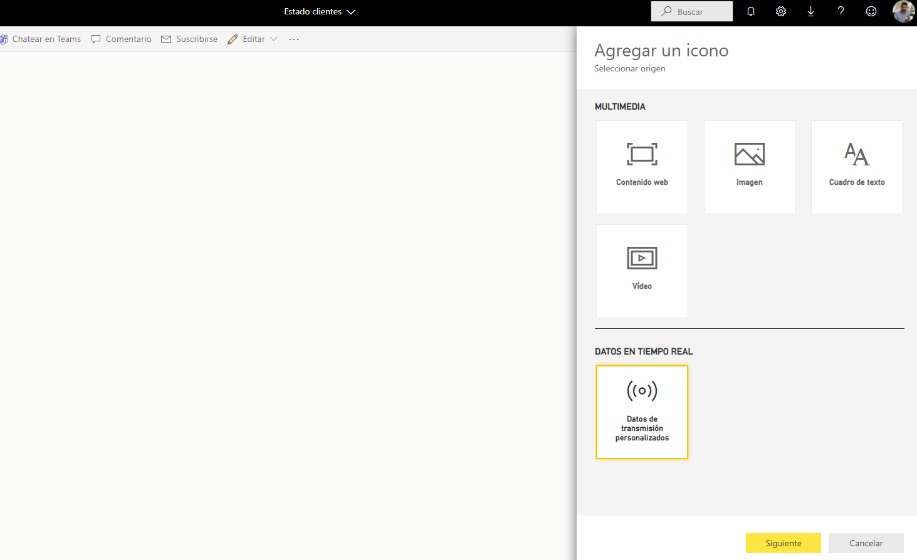 Estado clientes
Buscar
?
Chatear en Teams
Comentario
Suscribirse
Editar
...
Agregar un icono
Seleccionar origen
MULTIMEDIA
Contenido web
Imagen
AA
Cuadro de texto
Vídeo
DATOS EN TIEMPO REAL
Datos de
transmisión
personalizados
Siguiente
Cancelar